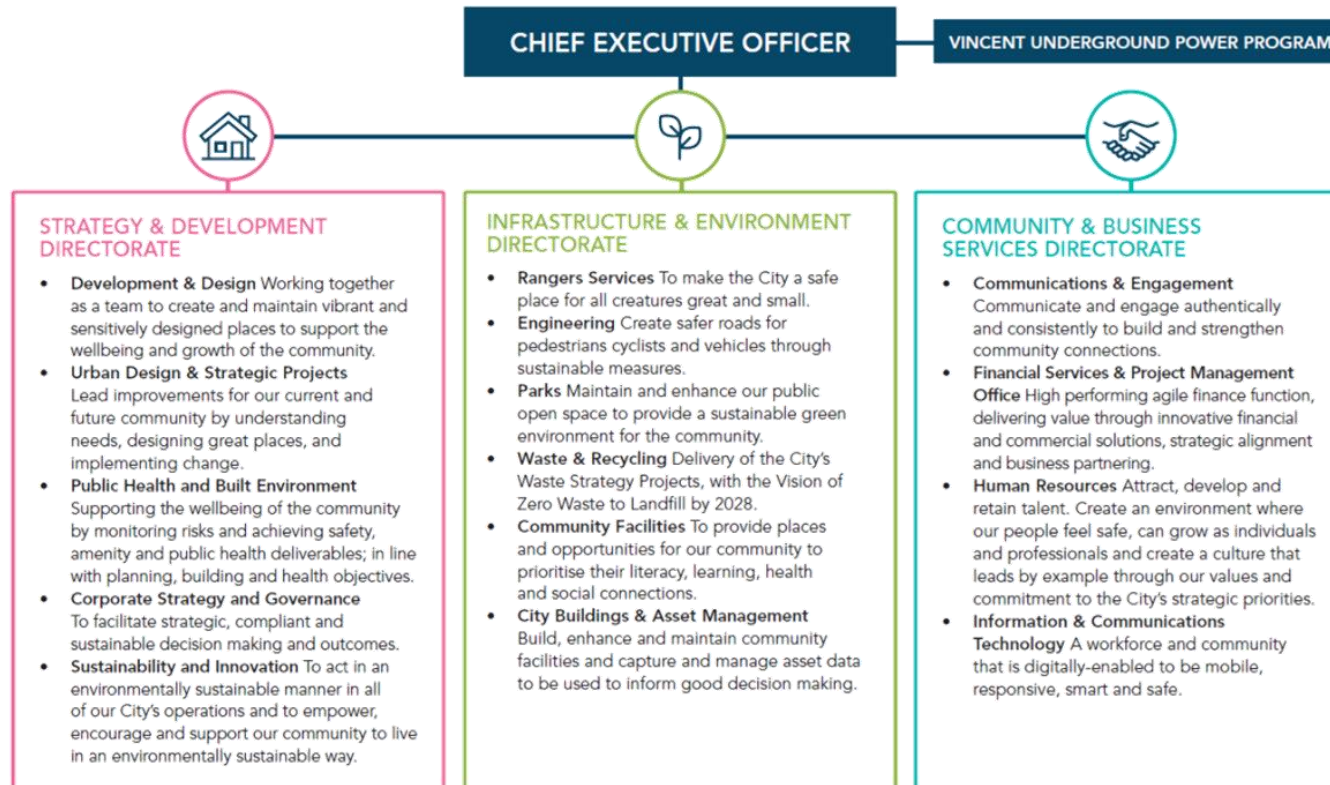 CHIEF EXECUTIVE OFFICER
VINCENT UNDERGROUND POWER PROGRAM
STRATEGY & DEVELOPMENT
DIRECTORATE
• Development & Design Working together
as a team to create and maintain vibrant and
sensitively designed places to support the
wellbeing and growth of the community.
• Urban Design & Strategic Projects
Lead improvements for our current and
future community by understanding
needs, designing great places, and
implementing change.
• Public Health and Built Environment
Supporting the wellbeing of the community
by monitoring risks and achieving safety,
amenity and public health deliverables; in line
with planning, building and health objectives.
• Corporate Strategy and Governance
To facilitate strategic, compliant and
sustainable decision making and outcomes.
• Sustainability and Innovation To act in an
environmentally sustainable manner in all
of our City's operations and to empower,
encourage and support our community to live
in an environmentally sustainable way.
INFRASTRUCTURE & ENVIRONMENT
DIRECTORATE
• Rangers Services To make the City a safe
place for all creatures great and small.
• Engineering Create safer roads for
pedestrians cyclists and vehicles through
sustainable measures.
• Parks Maintain and enhance our public
open space to provide a sustainable green
environment for the community.
• Waste & Recycling Delivery of the City's
Waste Strategy Projects, with the Vision of
Zero Waste to Landfill by 2028.
• Community Facilities To provide places
and opportunities for our community to
prioritise their literacy, learning, health
and social connections.
• City Buildings & Asset Management
Build, enhance and maintain community
facilities and capture and manage asset data
to be used to inform good decision making.
COMMUNITY & BUSINESS
SERVICES DIRECTORATE
• Communications & Engagement
Communicate and engage authentically
and consistently to build and strengthen
community connections.
• Financial Services & Project Management
Office High performing agile finance function,
delivering value through innovative financial
and commercial solutions, strategic alignment
and business partnering.
• Human Resources Attract, develop and
retain talent. Create an environment where
our people feel safe, can grow as individuals
and professionals and create a culture that
leads by example through our values and
commitment to the City's strategic priorities.
• Information & Communications
Technology A workforce and community
that is digitally-enabled to be mobile,
responsive, smart and safe.